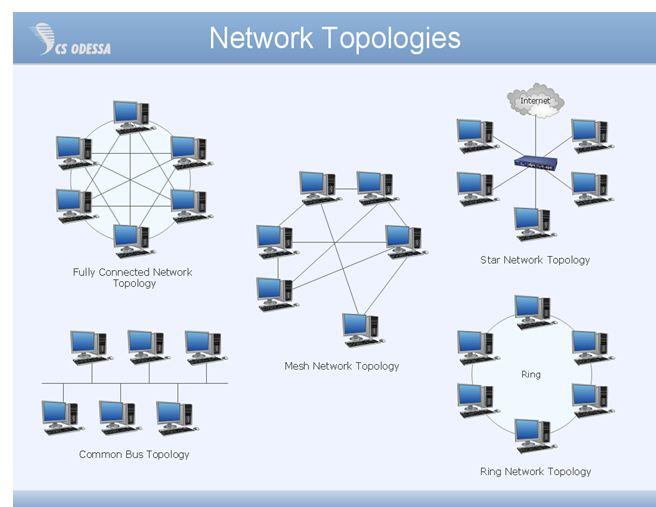 CS ODESSA
Network Topologies
Internet
Fully Connected Network
Topology
Star Network Topology
Mesh Network Topology
Ring
Common Bus Topology
Ring Network Topology